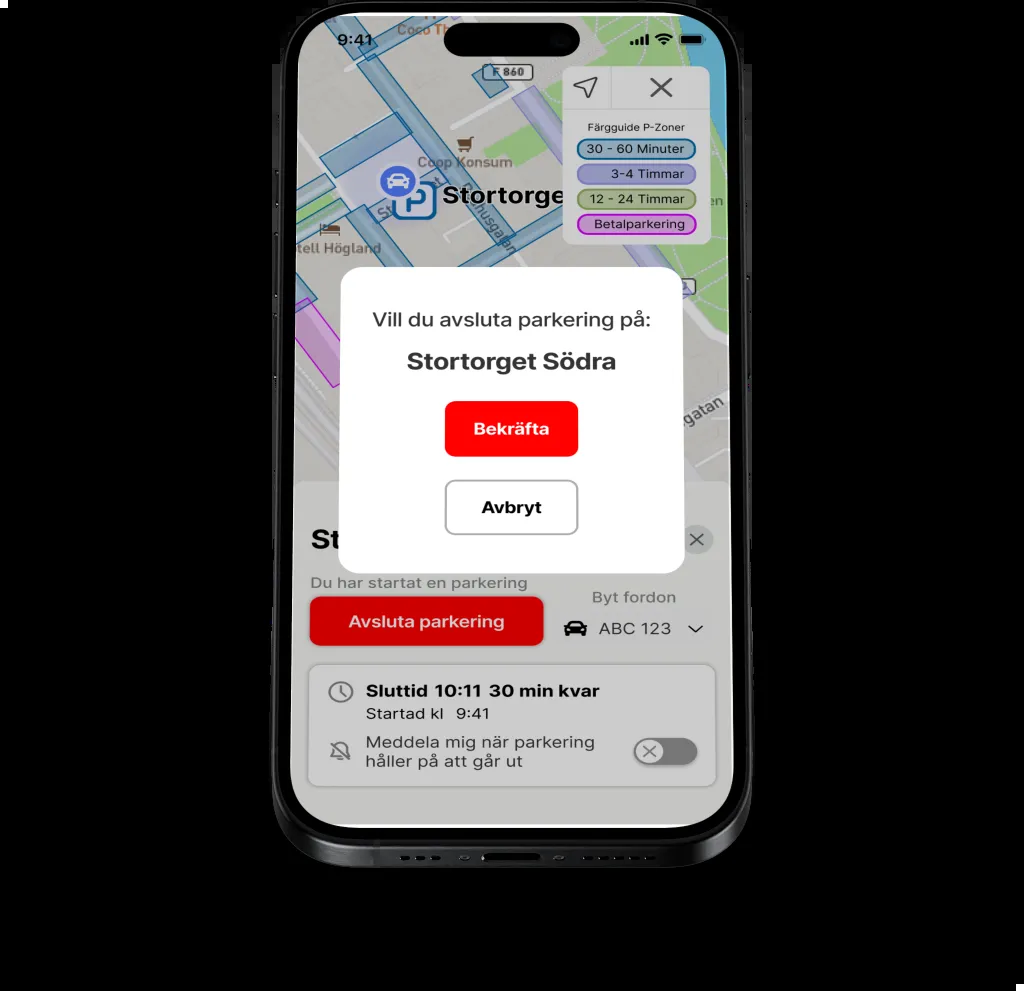 9:41
Coco Th
F 860
Färgguide P-Zoner
30 - 60 Minuter
3-4 Timmar
12 - 24 Timmar
Betalparkering
Coop Konsum
P
Stortorge
tell Högland
Vill du avsluta parkering på:
Stortorget Södra
Bekräfta
Avbryt
gatan
St
Du har startat en parkering
Avsluta parkering
Byt fordon
ABC 123
Sluttid 10:11 30 min kvar
Startad kl 9:41
Meddela mig när parkering
håller på att går ut